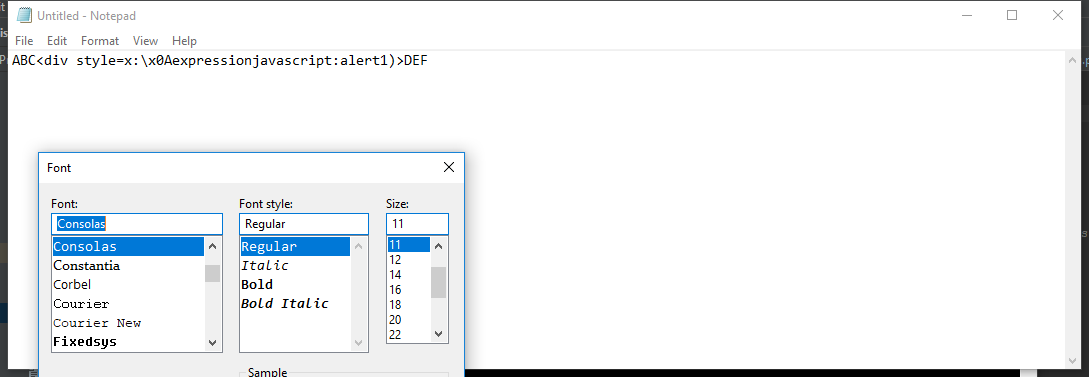 Untitled - Notepad
File Edit Format View Help
ABC<div style=x:\x0Aexpressionjavascript:alert1)>DEF
Font
Font: Font style: Size:
Consolas Regular 11
Consolas Regular 11
Constantia Italic 12
Corbel Bold 14
Courier Bold Italic 16
Courier New 18
Fixedsys 20
22
Sample